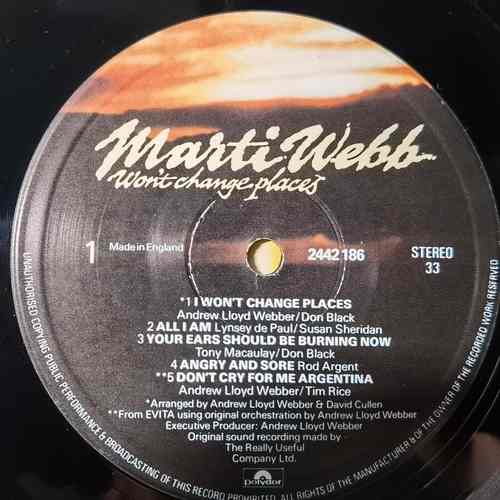 Marti Webb
Won't change places
1
Made in England
2442 186
STEREO
33
*1 I WON'T CHANGE PLACES
Andrew Lloyd Webber/Don Black
2 ALL I AM Lynsey de Paul/Susan Sheridan
3 YOUR EARS SHOULD BE BURNING NOW
Tony Macaulay/Don Black
4 ANGRY AND SORE Rod Argent
**5 DON'T CRY FOR ME ARGENTINA
Andrew Lloyd Webber/Tim Rice
*Arranged by Andrew Lloyd Webber & David Cullen
**From EVITA using original orchestration by Andrew Lloyd Webber
Executive Producer: Andrew Lloyd Webber
Original sound recording made by
The Really Useful
Company Ltd.
polydor
UNAUTHORISED COPYING PUBLIC PERFORMANCE & BROADCASTING OF THIS RECORD PROHIBITED. ALL RIGHTS OF THE MANUFACTURER & OF THE OWNER OF THE RECORDED WORK RESERVED